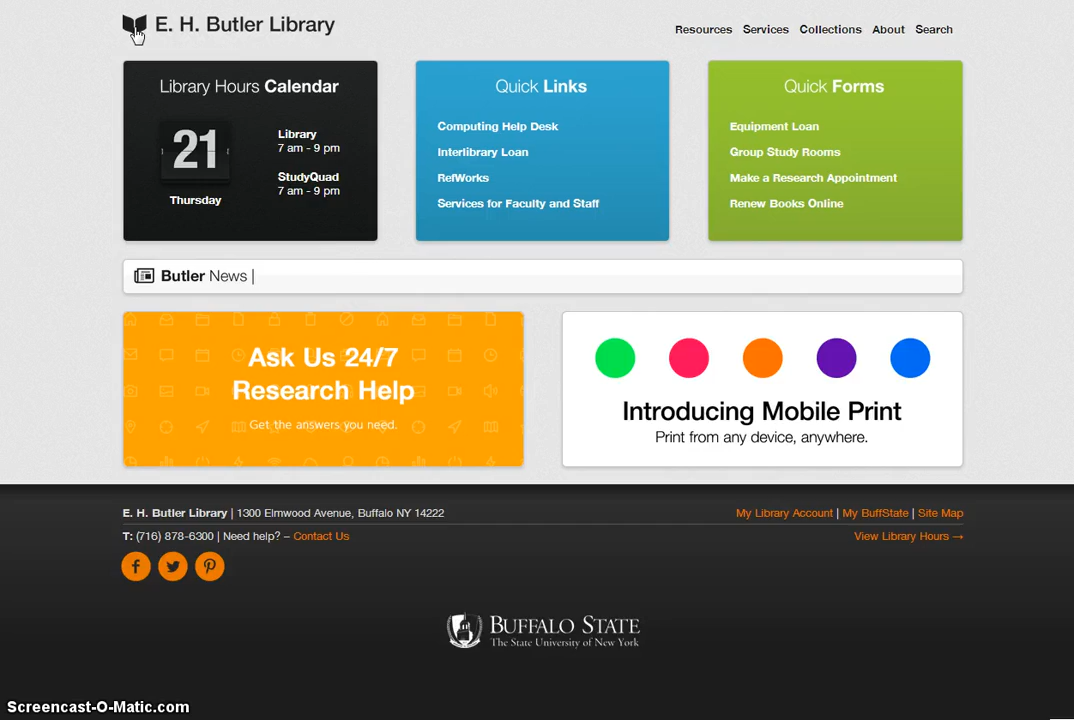 E. H. Butler Library
Resources Services Collections About Search
Library Hours Calendar
21
Thursday
Library
7 am - 9 pm
StudyQuad
7 am - 9 pm
Quick Links
Computing Help Desk
Interlibrary Loan
RefWorks
Services for Faculty and Staff
Quick Forms
Equipment Loan
Group Study Rooms
Make a Research Appointment
Renew Books Online
Butler News |
Ask Us 24/7
Research Help
Get the answers you need.
Introducing Mobile Print
Print from any device, anywhere.
E. H. Butler Library | 1300 Elmwood Avenue, Buffalo NY 14222
My Library Account | My BuffState | Site Map
T: (716) 878-6300 | Need help? – Contact Us
View Library Hours →
BUFFALO STATE
The State University of New York
Screencast-O-Matic.com